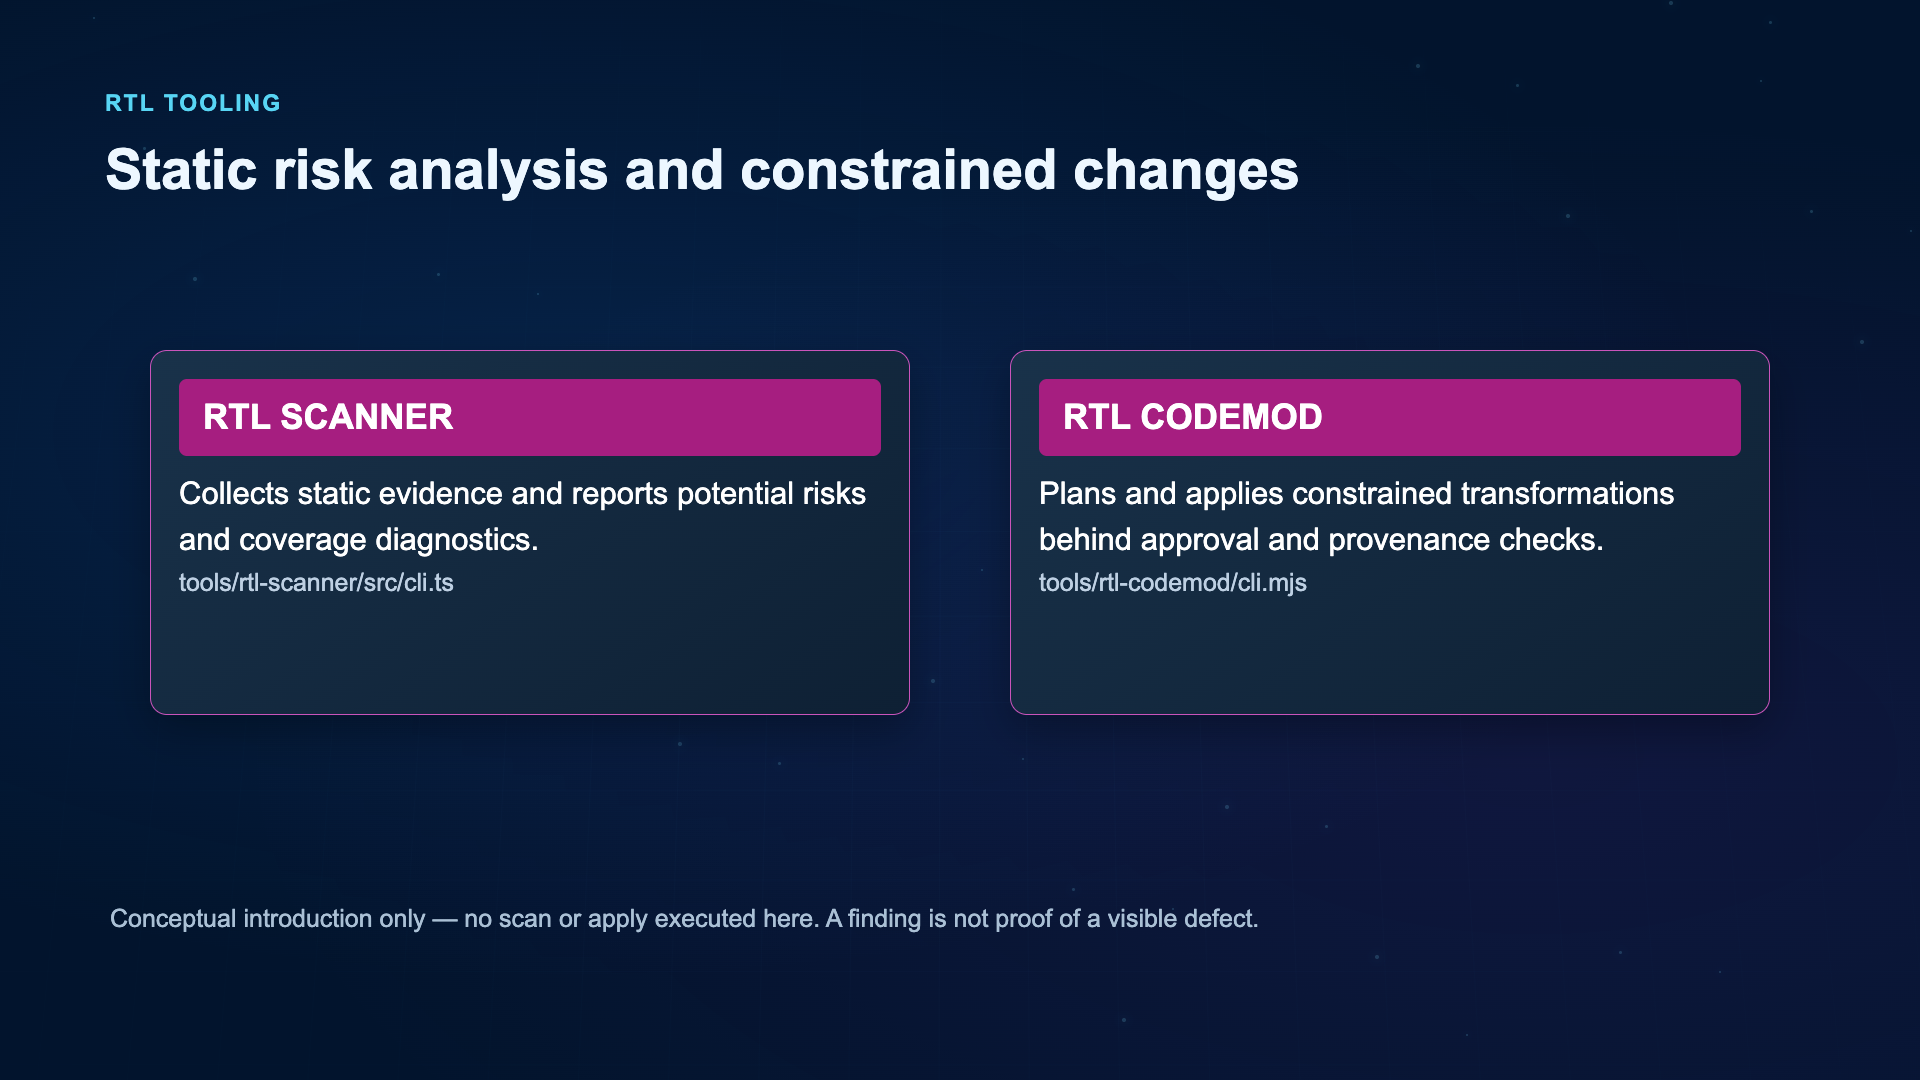 RTL TOOLING
Static risk analysis and constrained changes
RTL SCANNER
Collects static evidence and reports potential risks
and coverage diagnostics.
tools/rtl-scanner/src/cli.ts
RTL CODEMOD
Plans and applies constrained transformations
behind approval and provenance checks.
tools/rtl-codemod/cli.mjs
Conceptual introduction only — no scan or apply executed here. A finding is not proof of a visible defect.